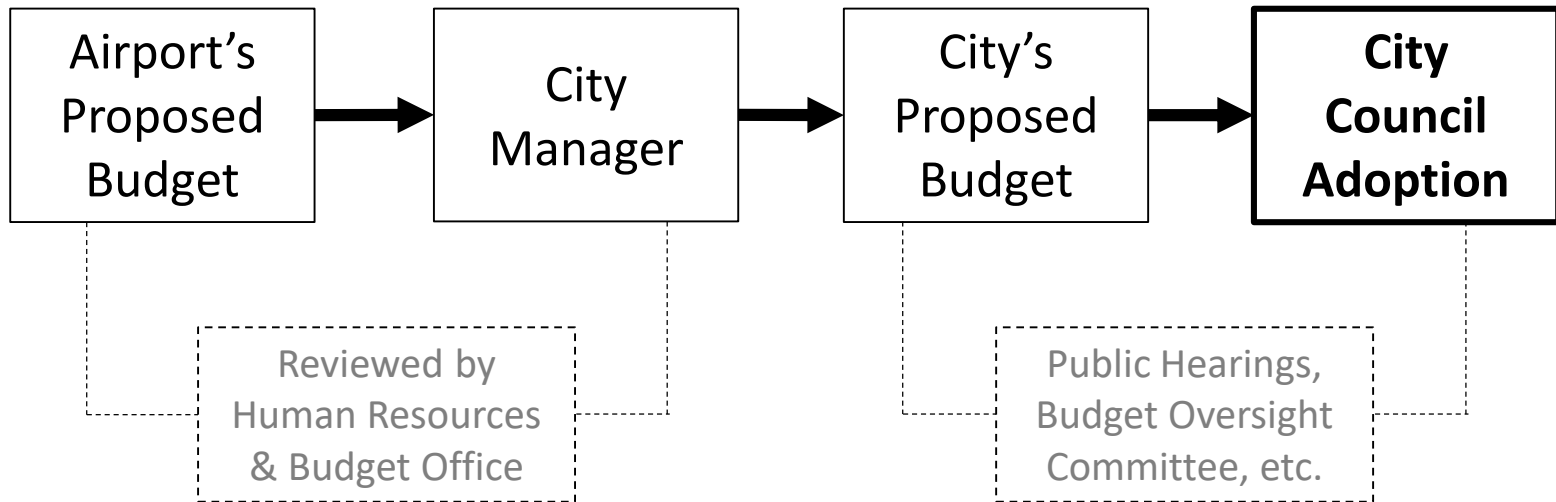 Airport’s
Proposed
Budget
City
Manager
City’s
Proposed
Budget
City
Council
Adoption
Reviewed by
Human Resources
& Budget Office
Public Hearings,
Budget Oversight
Committee, etc.